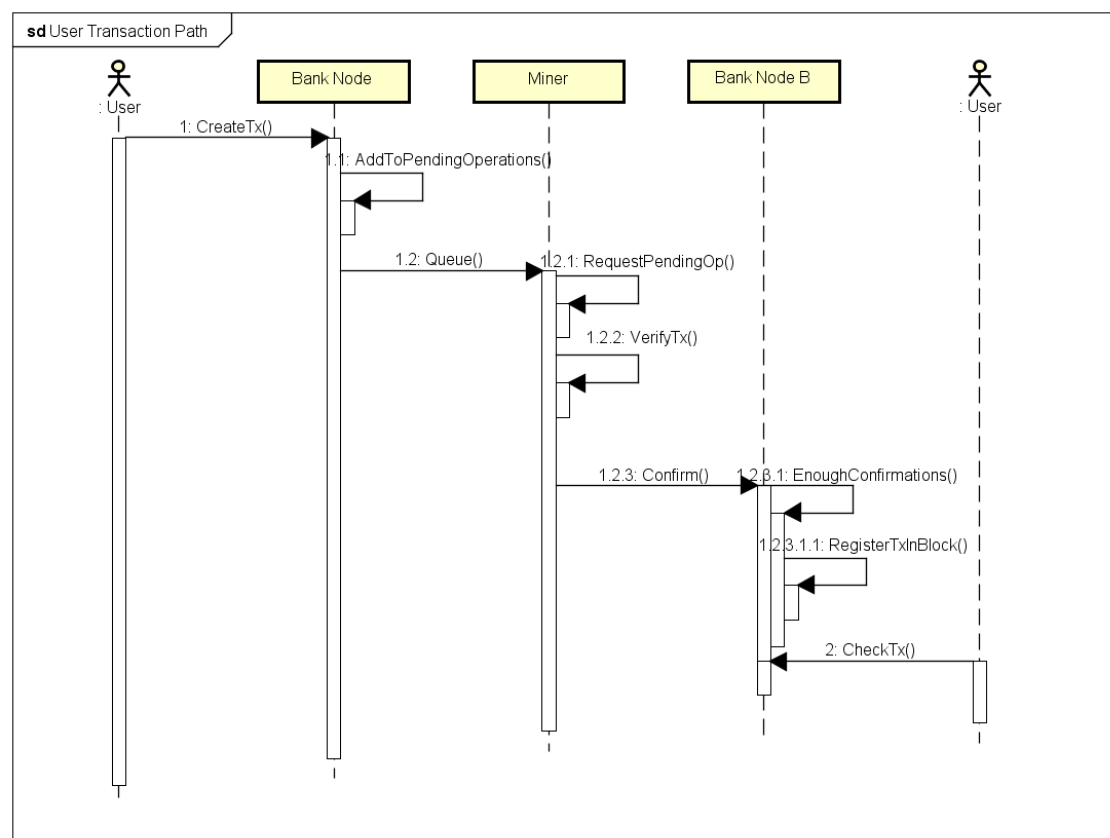 sd User Transaction Path
: User
Bank Node
Miner
Bank Node B
: User
1: CreateTx()
1.1: AddToPendingOperations()
1.2: Queue()
1.2.1: RequestPendingOp()
1.2.2: VerifyTx()
1.2.3: Confirm()
1.2.3.1: EnoughConfirmations()
1.2.3.1.1: RegisterTxInBlock()
2: CheckTx()